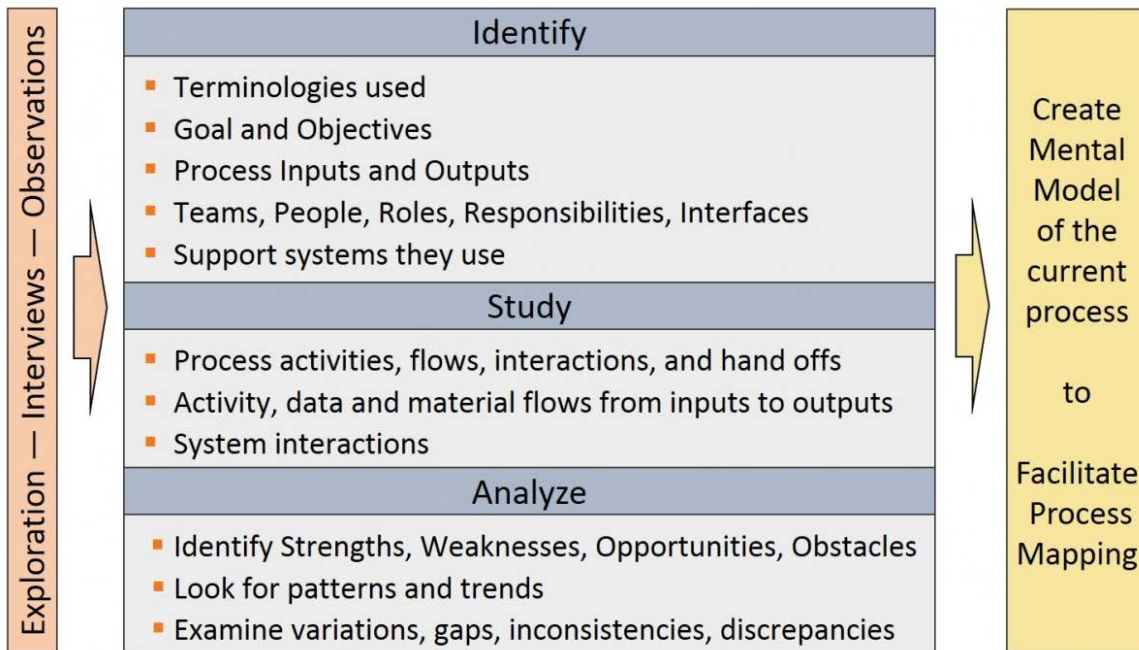 Exploration — Interviews — Observations
Identify
▪ Terminologies used
▪ Goal and Objectives
▪ Process Inputs and Outputs
▪ Teams, People, Roles, Responsibilities, Interfaces
▪ Support systems they use
Study
▪ Process activities, flows, interactions, and hand offs
▪ Activity, data and material flows from inputs to outputs
▪ System interactions
Analyze
▪ Identify Strengths, Weaknesses, Opportunities, Obstacles
▪ Look for patterns and trends
▪ Examine variations, gaps, inconsistencies, discrepancies
Create
Mental
Model
of the
current
process
to
Facilitate
Process
Mapping